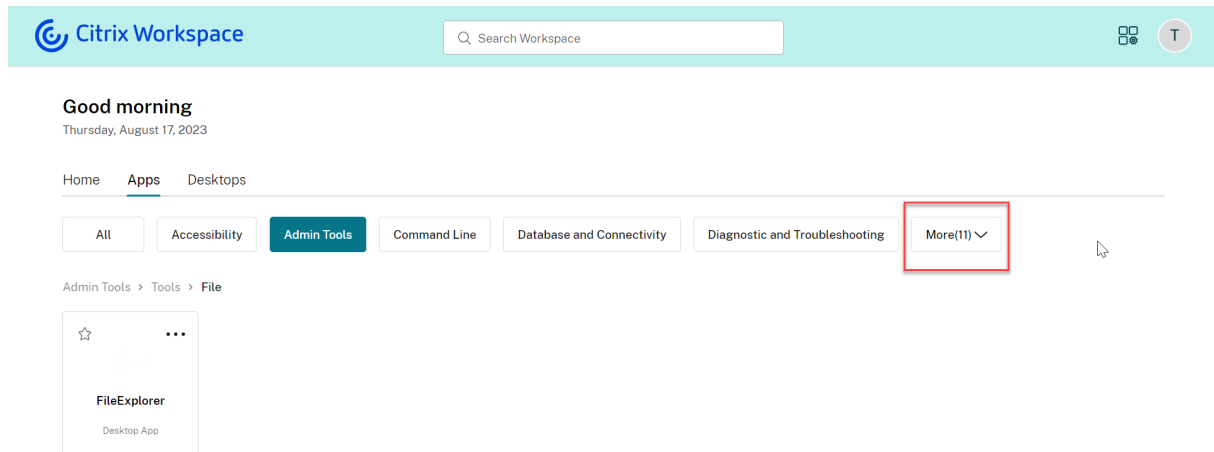 Citrix Workspace
Search Workspace
T
Good morning
Thursday, August 17, 2023
Home Apps Desktops
All Accessibility Admin Tools Command Line Database and Connectivity Diagnostic and Troubleshooting More(11)
Admin Tools > Tools > File
FileExplorer
Desktop App